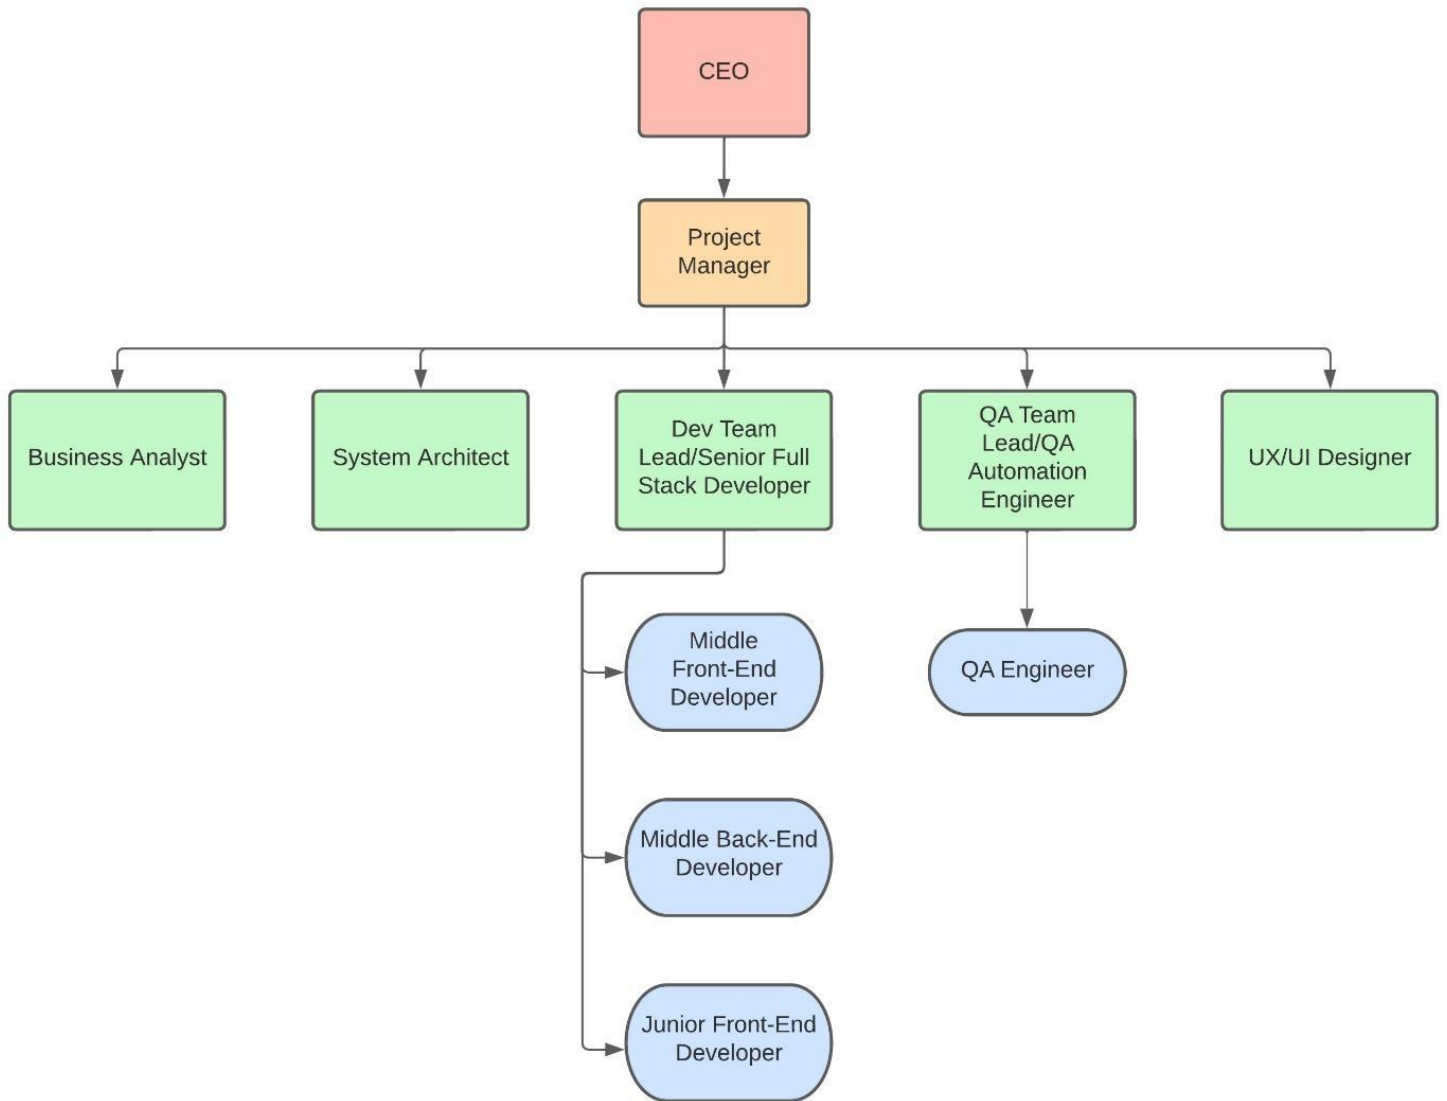 CEO
Project
Manager
Business Analyst
System Architect
Dev Team
Lead/Senior Full
Stack Developer
QA Team
Lead/QA
Automation
Engineer
UX/UI Designer
Middle
Front-End
Developer
QA Engineer
Middle Back-End
Developer
Junior Front-End
Developer